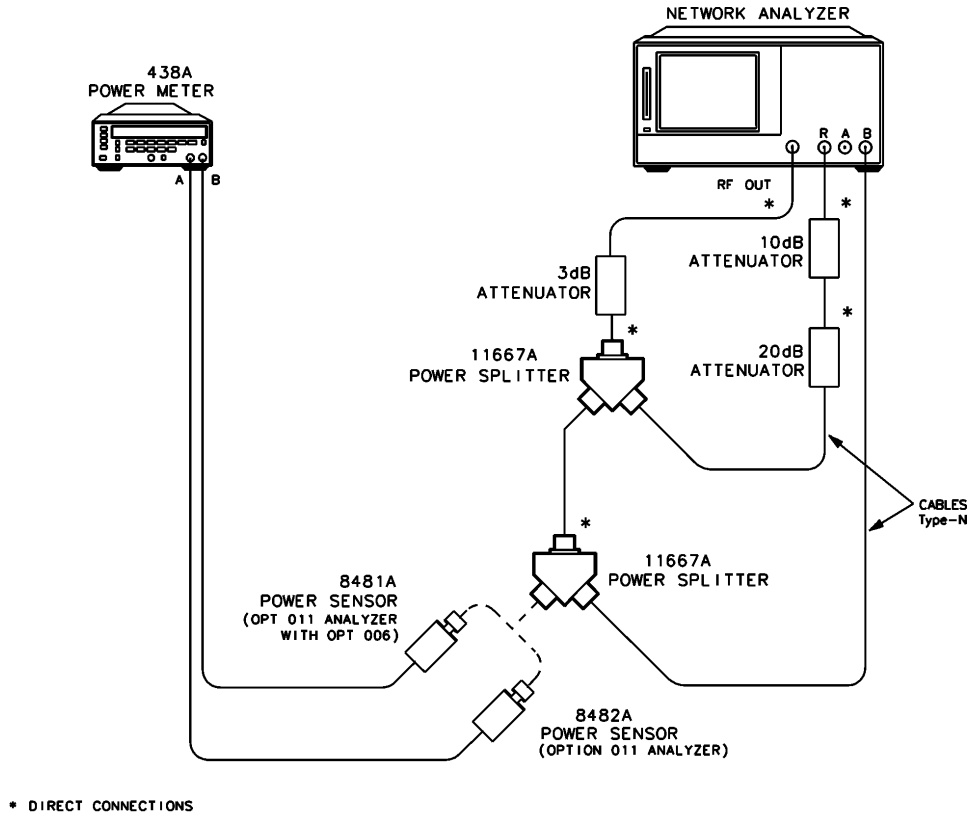 NETWORK ANALYZER
438A
POWER METER
R A B
A B
RF OUT
*
*
10dB
ATTENUATOR
3dB
ATTENUATOR
*
*
20dB
ATTENUATOR
11667A
POWER SPLITTER
CABLES
Type-N
*
11667A
POWER SPLITTER
8481A
POWER SENSOR
(OPT 011 ANALYZER
WITH OPT 006)
8482A
POWER SENSOR
(OPTION 011 ANALYZER)
* DIRECT CONNECTIONS